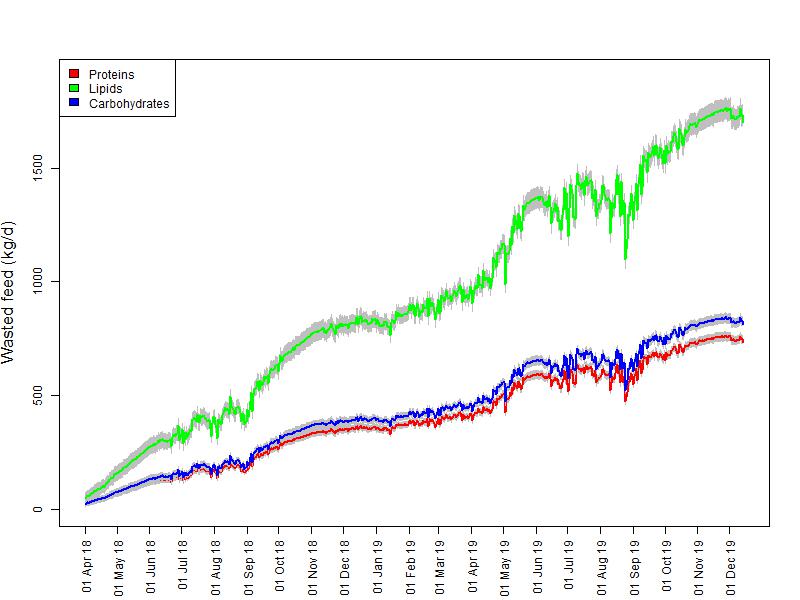 Proteins
Lipids
Carbohydrates
Wasted feed (kg/d)
1500
1000
500
0
01 Apr 18
01 May 18
01 Jun 18
01 Jul 18
01 Aug 18
01 Sep 18
01 Oct 18
01 Nov 18
01 Dec 18
01 Jan 19
01 Feb 19
01 Mar 19
01 Apr 19
01 May 19
01 Jun 19
01 Jul 19
01 Aug 19
01 Sep 19
01 Oct 19
01 Nov 19
01 Dec 19